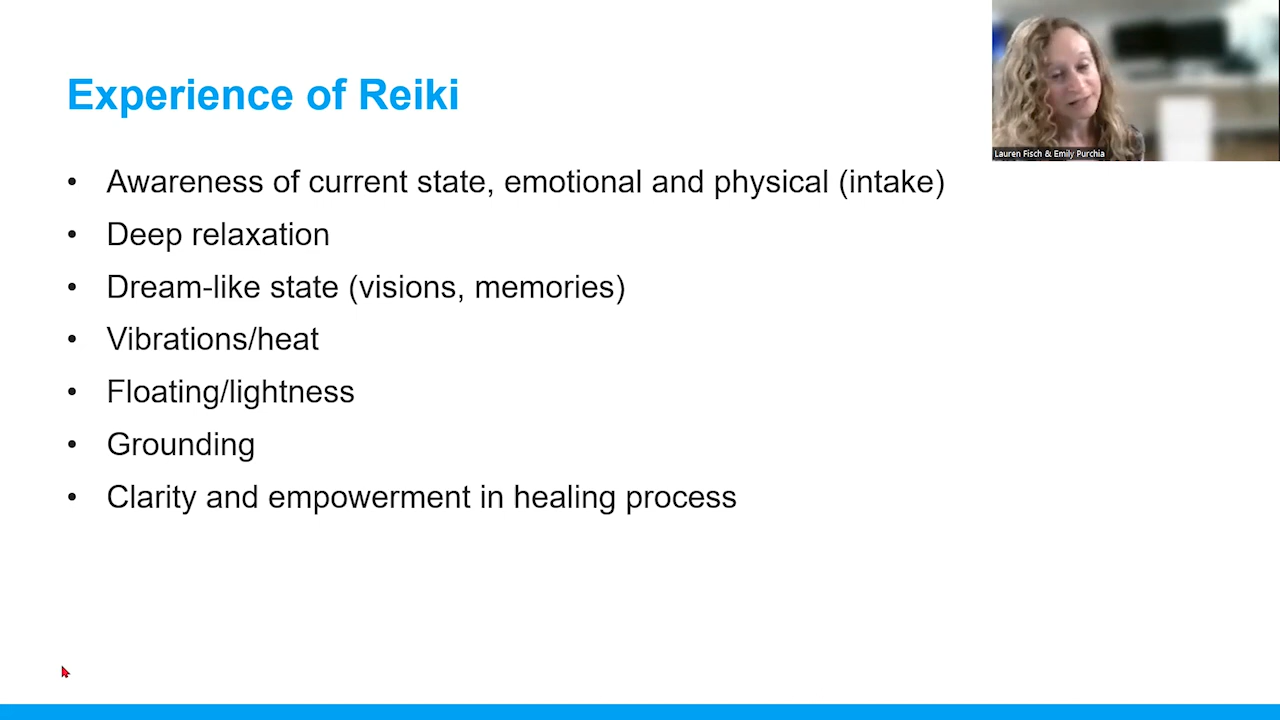 Experience of Reiki
Lauren Fisch & Emily Purchia
• Awareness of current state, emotional and physical (intake)
• Deep relaxation
• Dream-like state (visions, memories)
• Vibrations/heat
• Floating/lightness
• Grounding
• Clarity and empowerment in healing process